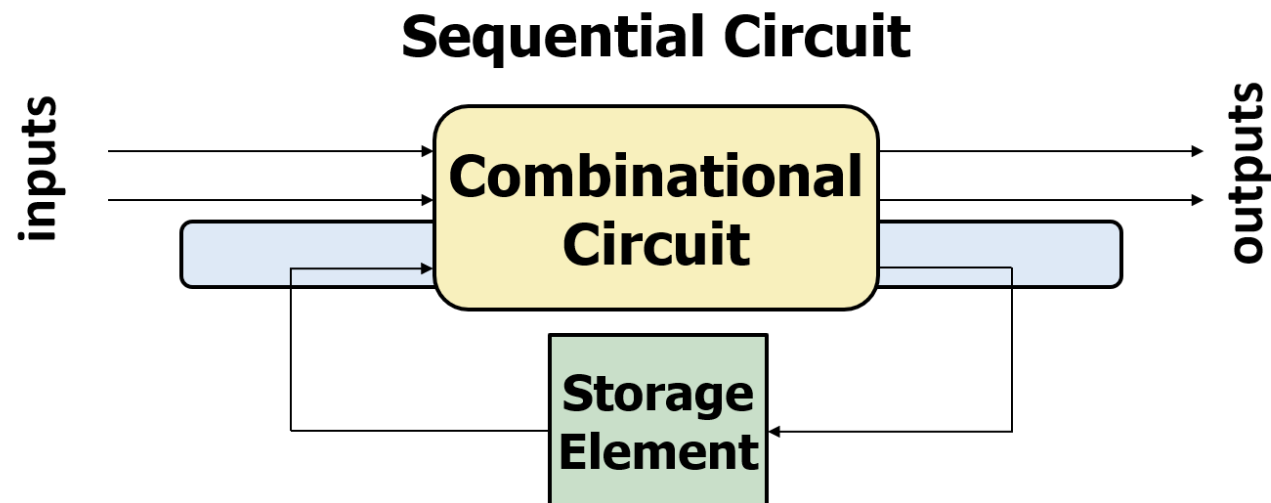 Sequential Circuit
inputs
Combinational
Circuit
outputs
Storage
Element